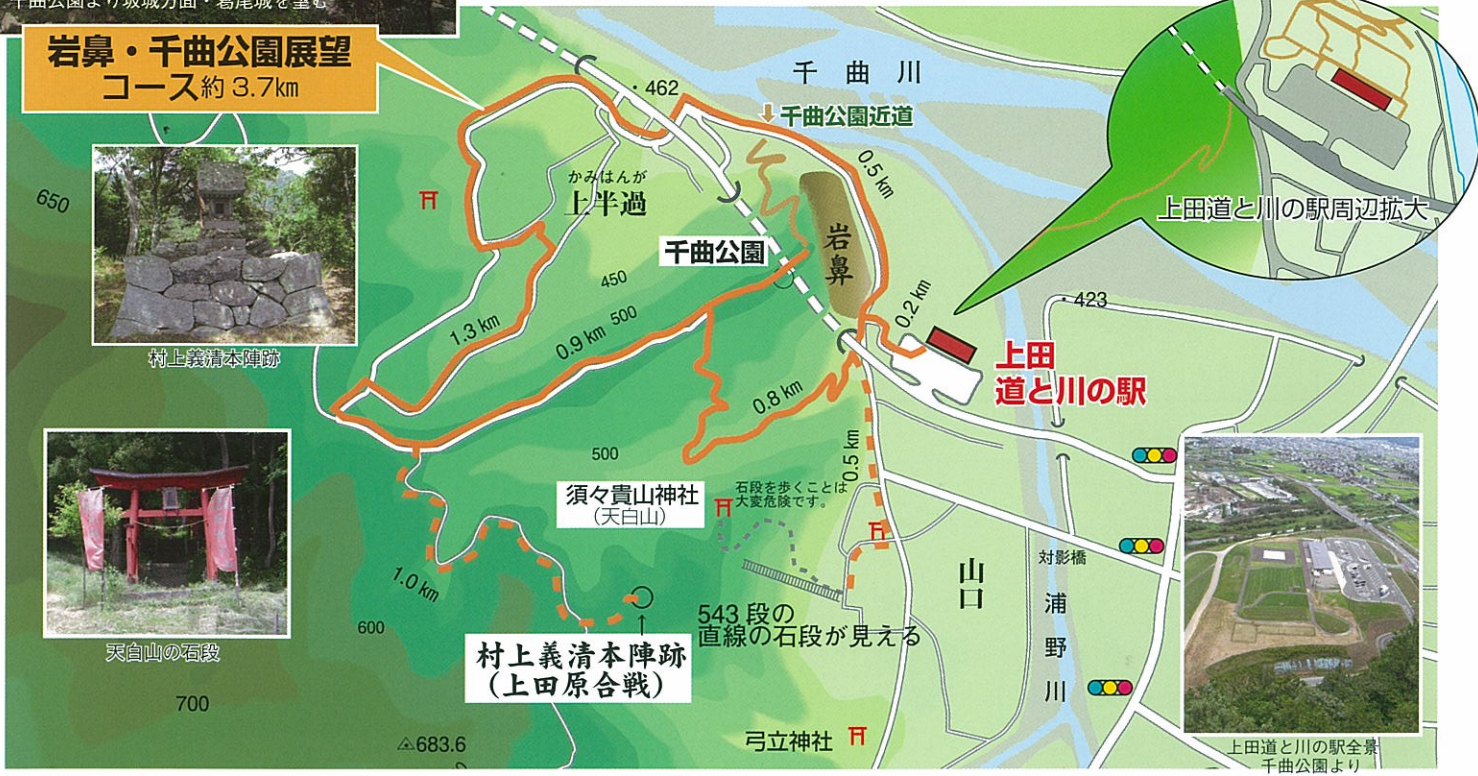 千曲公園より坂城方面・葛尾城を望む
岩鼻・千曲公園展望
コース約3.7km
千曲川
・462
千曲公園近道
0.5 km
かみはんが
上半過
650
岩鼻
千曲公園
上田道と川の駅周辺拡大
450
0.2 km
・423
1.3 km
0.9 km
500
村上義清本陣跡
上田
道と川の駅
0.8 km
0.5 km
500
須々貴山神社
(天白山)
石段を歩くことは
大変危険です。
対影橋
山口
浦野川
1.0 km
600
543 段の
直線の石段が見える
天白山の石段
村上義清本陣跡
(上田原合戦)
700
683.6
弓立神社
上田道と川の駅全景
千曲公園より